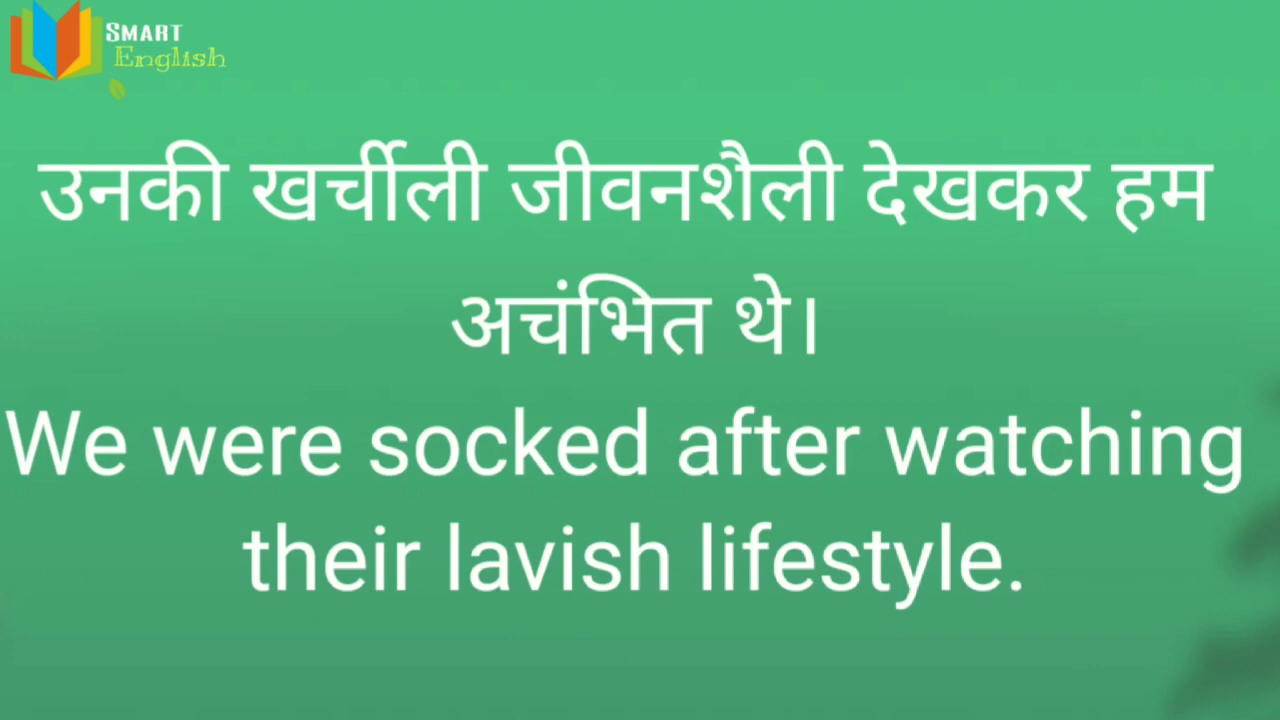 SMART
English
उनकी खर्चीली जीवनशैली देखकर हम
अचंभित थे।
We were socked after watching
their lavish lifestyle.